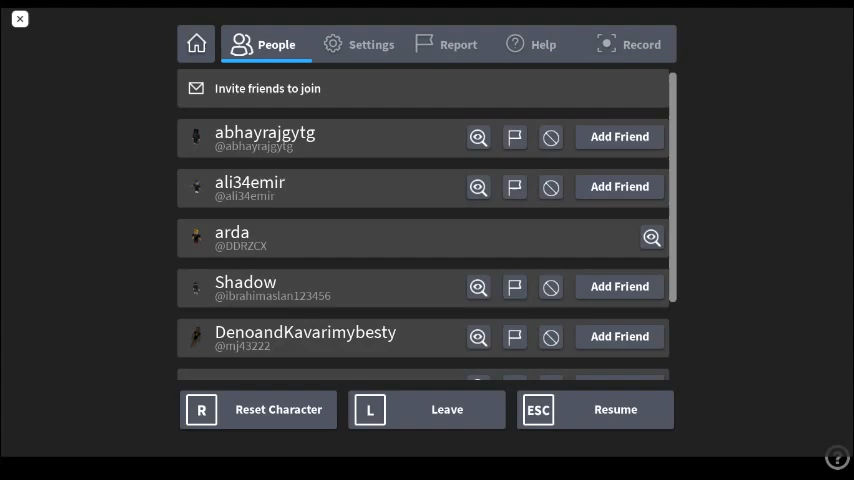 People
Settings
Report
Help
Record
Invite friends to join
abhayrajgytg
@abhayrajgytg
Add Friend
ali34emir
@ali34emir
Add Friend
arda
@DDRZCX
Shadow
@ibrahimaslan123456
Add Friend
DenoandKavarimybesty
@mj43222
Add Friend
R Reset Character
L Leave
ESC Resume
?